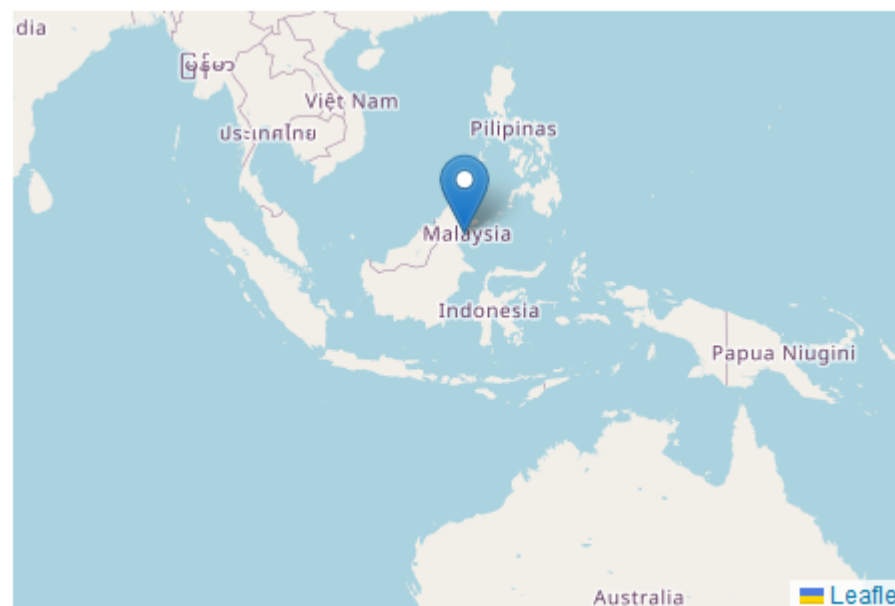 dia
မြန်မာ
Việt Nam
ประเทศไทย
Pilipinas
Malaysia
Indonesia
Papua Niugini
Australia
Leafle